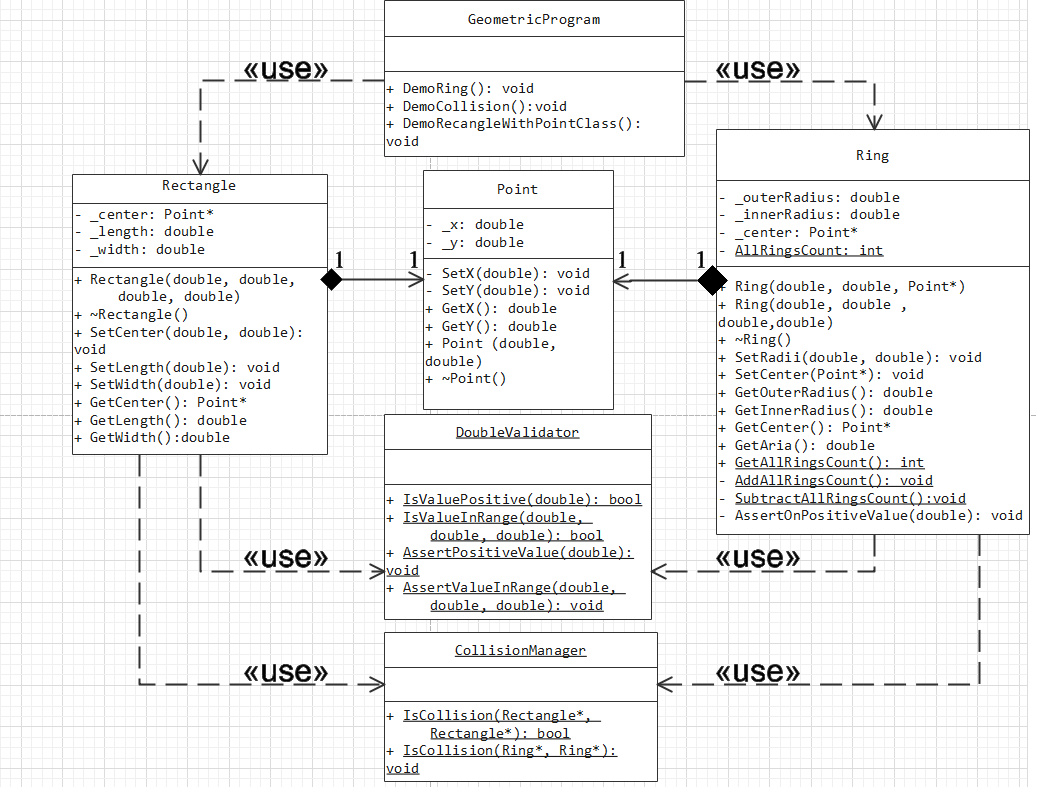 GeometricProgram
+ DemoRing(): void
+ DemoCollision():void
+ DemoRecangleWithPointClass():
void
«use»
«use»
Rectangle
- _center: Point*
- _length: double
- _width: double
+ Rectangle(double, double,
double, double)
+ ~Rectangle()
+ SetCenter(double, double):
void
+ SetLength(double): void
+ SetWidth(double): void
+ GetCenter(): Point*
+ GetLength(): double
+ GetWidth():double
1
1
Point
- _x: double
- _y: double
- SetX(double): void
- SetY(double): void
+ GetX(): double
+ GetY(): double
+ Point (double,
double)
+ ~Point()
1
1
Ring
- _outerRadius: double
- _innerRadius: double
- _center: Point*
- AllRingsCount: int
+ Ring(double, double, Point*)
+ Ring(double, double ,
double,double)
+ ~Ring()
+ SetRadii(double, double): void
+ SetCenter(Point*): void
+ GetOuterRadius(): double
+ GetInnerRadius(): double
+ GetCenter(): Point*
+ GetAria(): double
+ GetAllRingsCount(): int
- AddAllRingsCount(): void
- SubtractAllRingsCount():void
- AssertOnPositiveValue(double): void
DoubleValidator
+ IsValuePositive(double): bool
+ IsValueInRange(double,
double, double): bool
+ AssertPositiveValue(double):
void
+ AssertValueInRange(double,
double, double): void
«use»
«use»
CollisionManager
+ IsCollision(Rectangle*,
Rectangle*): bool
+ IsCollision(Ring*, Ring*):
void
«use»
«use»